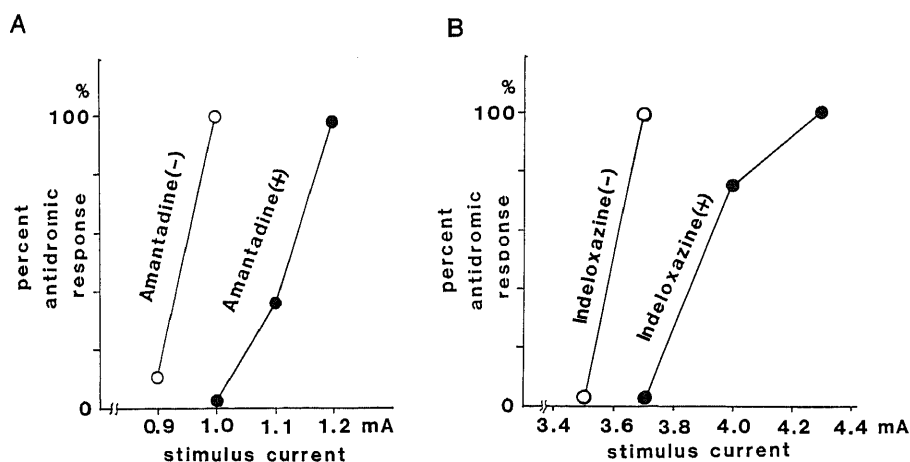 A
%
100
0
percent
antidromic
response
Amantadine(-)
Amantadine(+)
0.9 1.0 1.1 1.2 mA
stimulus current
B
%
100
0
percent
antidromic
response
Indeloxazine(-)
Indeloxazine(+)
3.4 3.6 3.8 4.0 4.2 4.4 mA
stimulus current